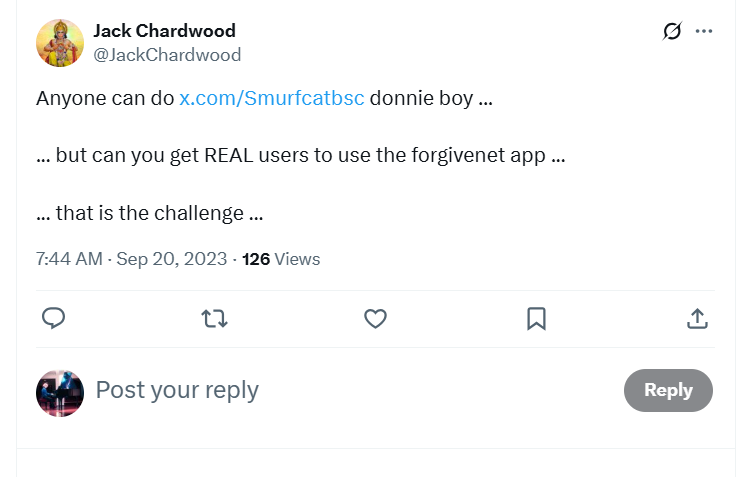 Jack Chardwood
@JackChardwood
Anyone can do x.com/Smurfcatbsc donnie boy ...
... but can you get REAL users to use the forgivenet app ...
... that is the challenge ...
7:44 AM · Sep 20, 2023 · 126 Views
Post your reply
Reply